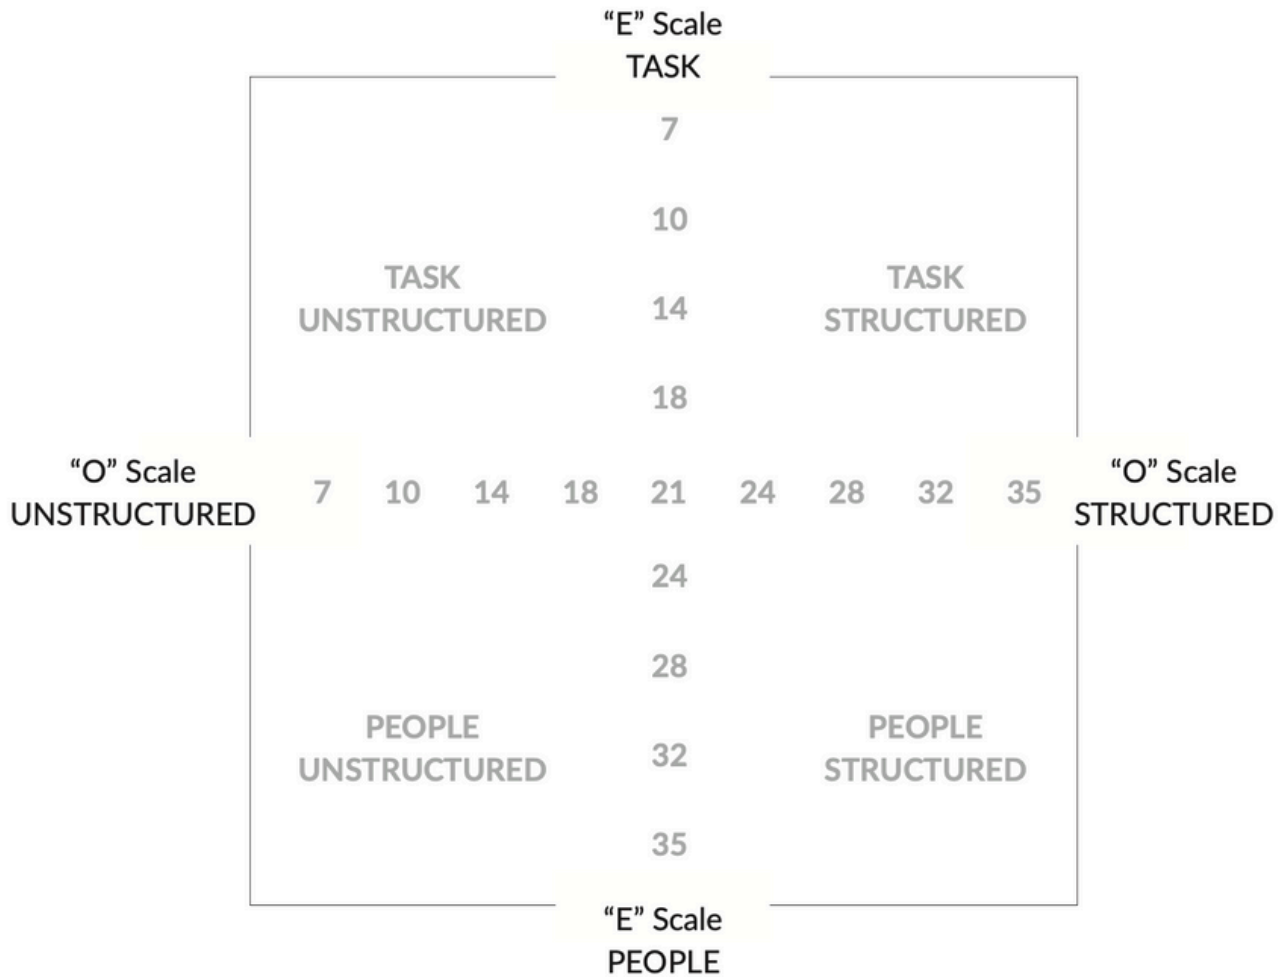 “E” Scale
TASK
7
10
TASK
UNSTRUCTURED
14
TASK
STRUCTURED
18
“O” Scale
UNSTRUCTURED
7 10 14 18 21 24 28 32 35
“O” Scale
STRUCTURED
24
28
PEOPLE
UNSTRUCTURED
32
PEOPLE
STRUCTURED
35
“E” Scale
PEOPLE